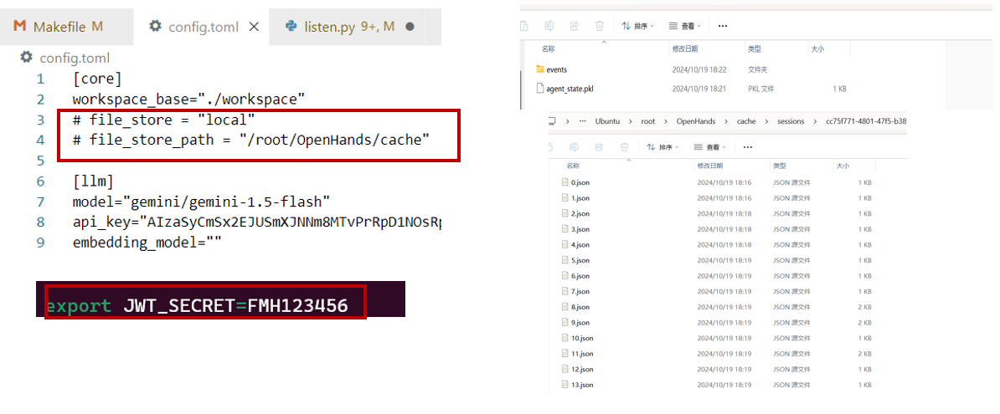 Makefile M
config.toml
listen.py 9+, M
config.toml
1 [core]
2 workspace_base="./workspace"
3 # file_store = "local"
4 # file_store_path = "/root/OpenHands/cache"
5
6 [llm]
7 model="gemini/gemini-1.5-flash"
8 api_key="AIzaSyCmSx2EJUSmXJNNm8MTvPrRpD1NOsRp
9 embedding_model=""
export JWT_SECRET=FMH123456
排序 查看 ...
名称 修改日期 类型 大小
events 2024/10/19 18:22 文件夹
agent_state.pkl 2024/10/19 18:21 PKL 文件 1 KB
... Ubuntu > root > OpenHands > cache > sessions > cc75f771-4801-47f5-b38
排序 查看 ...
名称 修改日期 类型 大小
0.json 2024/10/19 18:16 JSON 源文件 1 KB
1.json 2024/10/19 18:16 JSON 源文件 1 KB
2.json 2024/10/19 18:18 JSON 源文件 1 KB
3.json 2024/10/19 18:18 JSON 源文件 1 KB
4.json 2024/10/19 18:18 JSON 源文件 1 KB
5.json 2024/10/19 18:19 JSON 源文件 1 KB
6.json 2024/10/19 18:19 JSON 源文件 1 KB
7.json 2024/10/19 18:19 JSON 源文件 1 KB
8.json 2024/10/19 18:19 JSON 源文件 2 KB
9.json 2024/10/19 18:19 JSON 源文件 2 KB
10.json 2024/10/19 18:19 JSON 源文件 1 KB
11.json 2024/10/19 18:19 JSON 源文件 2 KB
12.json 2024/10/19 18:19 JSON 源文件 1 KB
13.json 2024/10/19 18:19 JSON 源文件 1 KB